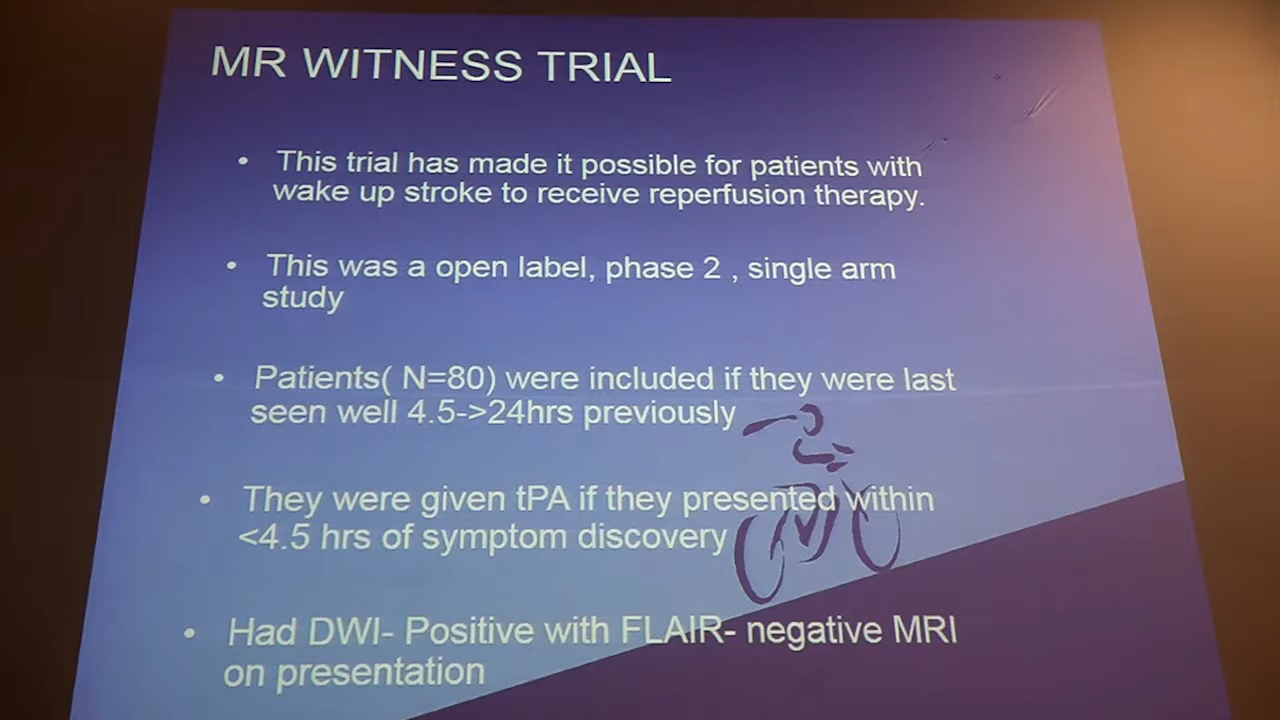 MR WITNESS TRIAL
• This trial has made it possible for patients with
wake up stroke to receive reperfusion therapy.
• This was a open label, phase 2 , single arm
study
• Patients( N=80) were included if they were last
seen well 4.5->24hrs previously
• They were given tPA if they presented within
<4.5 hrs of symptom discovery
• Had DWI- Positive with FLAIR- negative MRI
on presentation